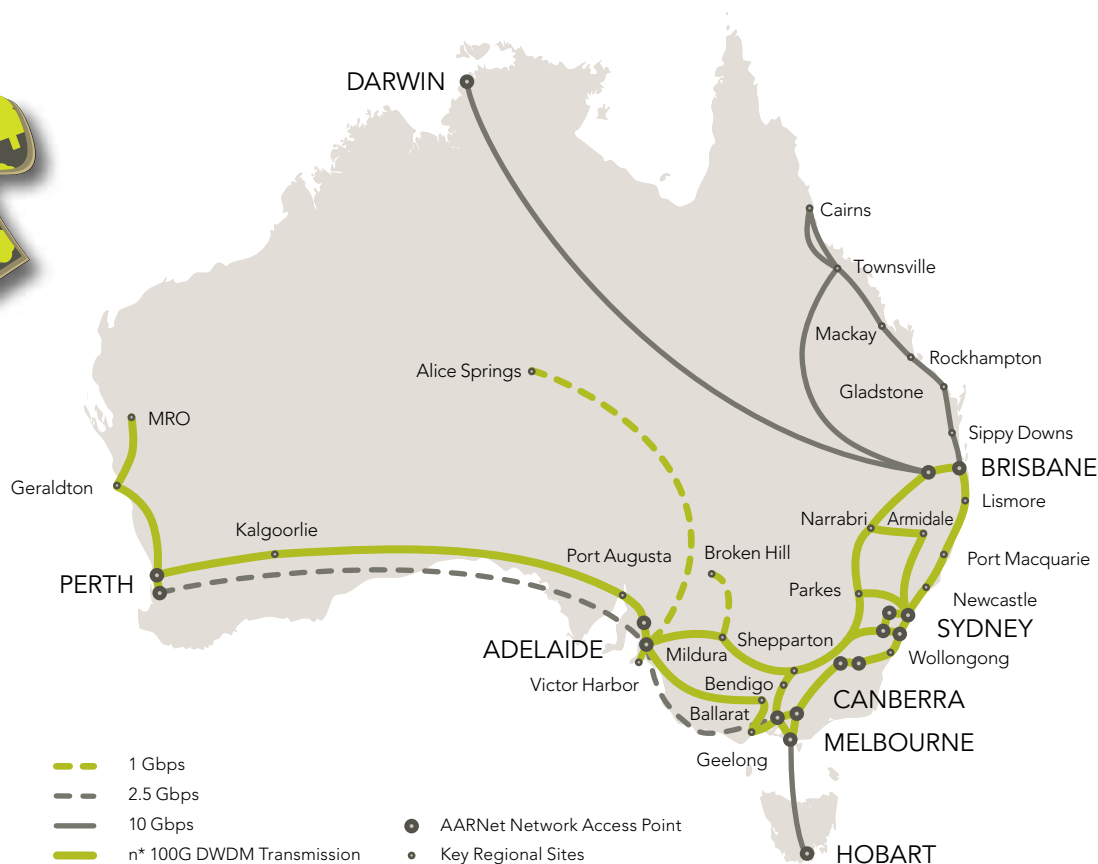 DARWIN
Cairns
Townsville
Mackay
Rockhampton
Alice Springs
Gladstone
MRO
Sippy Downs
BRISBANE
Geraldton
Lismore
Narrabri
Armidale
Kalgoorlie
Port Augusta
Broken Hill
Port Macquarie
PERTH
Parkes
Newcastle
SYDNEY
ADELAIDE
Mildura
Shepparton
Wollongong
Victor Harbor
Bendigo
CANBERRA
Ballarat
MELBOURNE
Geelong
1 Gbps
2.5 Gbps
10 Gbps
AARNet Network Access Point
n* 100G DWDM Transmission
Key Regional Sites
HOBART